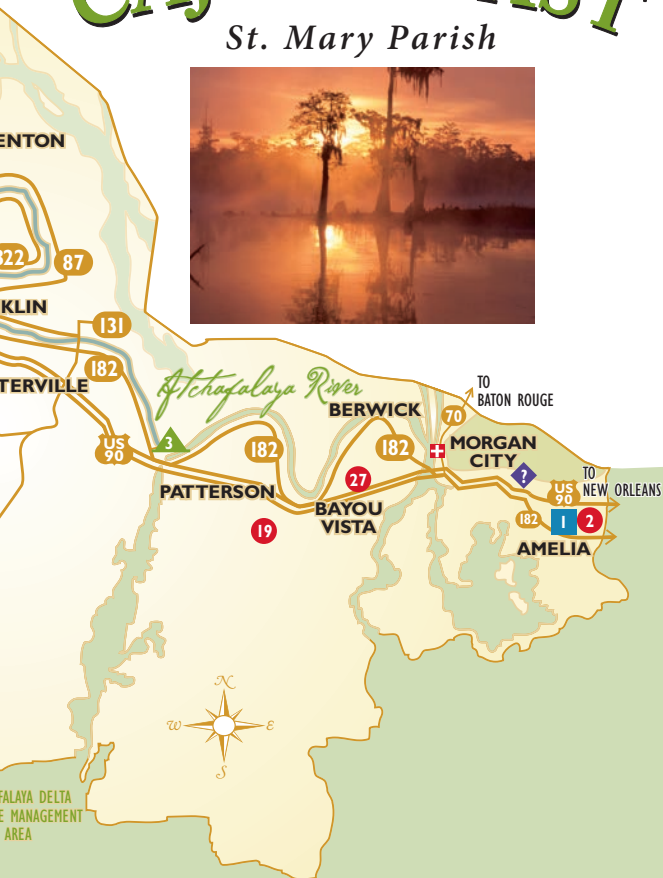 St. Mary Parish
ENTON
322
87
KLIN
131
182
TERVILLE
Atchafalaya River
BERWICK
TO
BATON ROUGE
70
US
90
3
182
182
MORGAN
CITY
?
TO
NEW ORLEANS
US
90
27
PATTERSON
BAYOU
VISTA
19
182
1
2
AMELIA
N
W
E
S
FALAYA DELTA
E MANAGEMENT
AREA